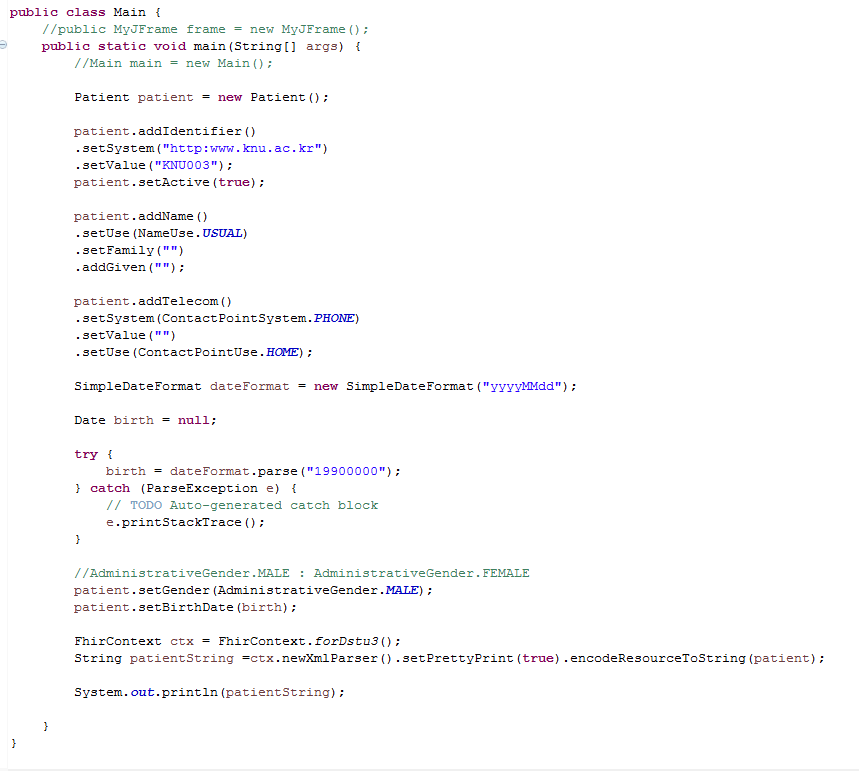 public class Main {
    //public MyJFrame frame = new MyJFrame();
    public static void main(String[] args) {
        //Main main = new Main();

        Patient patient = new Patient();

        patient.addIdentifier()
        .setSystem("http:www.knu.ac.kr")
        .setValue("KNU003");
        patient.setActive(true);

        patient.addName()
        .setUse(NameUse.USUAL)
        .setFamily("")
        .addGiven("");

        patient.addTelecom()
        .setSystem(ContactPointSystem.PHONE)
        .setValue("")
        .setUse(ContactPointUse.HOME);

        SimpleDateFormat dateFormat = new SimpleDateFormat("yyyyMMdd");

        Date birth = null;

        try {
            birth = dateFormat.parse("19900000");
        } catch (ParseException e) {
            // TODO Auto-generated catch block
            e.printStackTrace();
        }

        //AdministrativeGender.MALE : AdministrativeGender.FEMALE
        patient.setGender(AdministrativeGender.MALE);
        patient.setBirthDate(birth);

        FhirContext ctx = FhirContext.forDstu3();
        String patientString =ctx.newXmlParser().setPrettyPrint(true).encodeResourceToString(patient);

        System.out.println(patientString);

    }
}